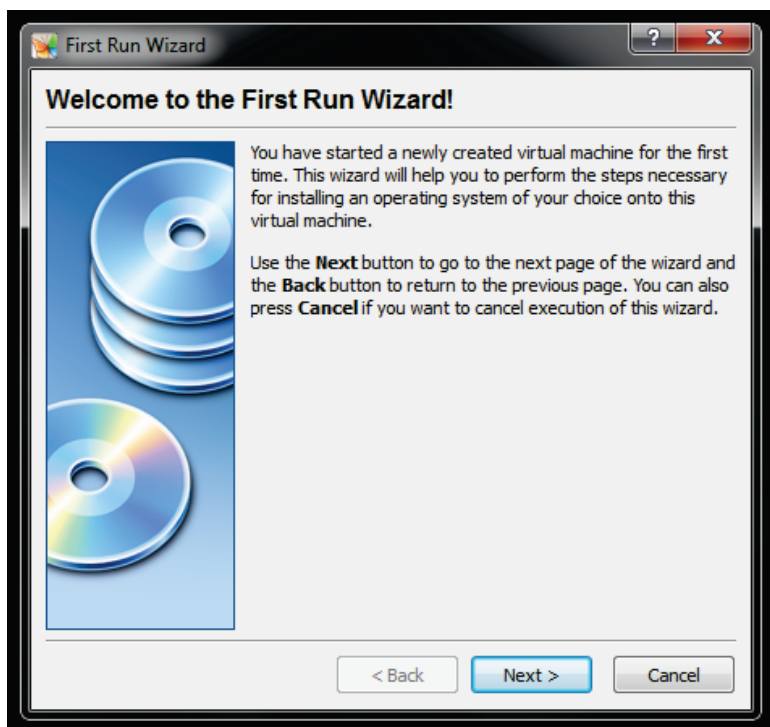 First Run Wizard
?
X
Welcome to the First Run Wizard!
You have started a newly created virtual machine for the first
time. This wizard will help you to perform the steps necessary
for installing an operating system of your choice onto this
virtual machine.
Use the Next button to go to the next page of the wizard and
the Back button to return to the previous page. You can also
press Cancel if you want to cancel execution of this wizard.
< Back
Next >
Cancel